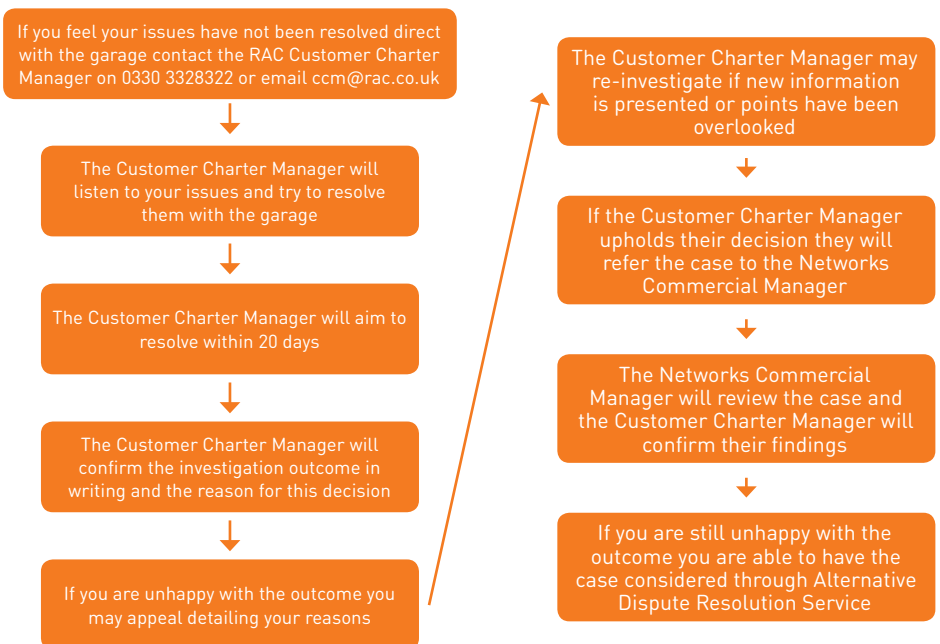 If you feel your issues have not been resolved direct
with the garage contact the RAC Customer Charter
Manager on 0330 3328322 or email ccm@rac.co.uk
The Customer Charter Manager will
listen to your issues and try to resolve
them with the garage
The Customer Charter Manager will aim to
resolve within 20 days
The Customer Charter Manager will
confirm the investigation outcome in
writing and the reason for this decision
If you are unhappy with the outcome you
may appeal detailing your reasons
The Customer Charter Manager may
re-investigate if new information
is presented or points have been
overlooked
If the Customer Charter Manager
upholds their decision they will
refer the case to the Networks
Commercial Manager
The Networks Commercial
Manager will review the case and
the Customer Charter Manager will
confirm their findings
If you are still unhappy with the
outcome you are able to have the
case considered through Alternative
Dispute Resolution Service